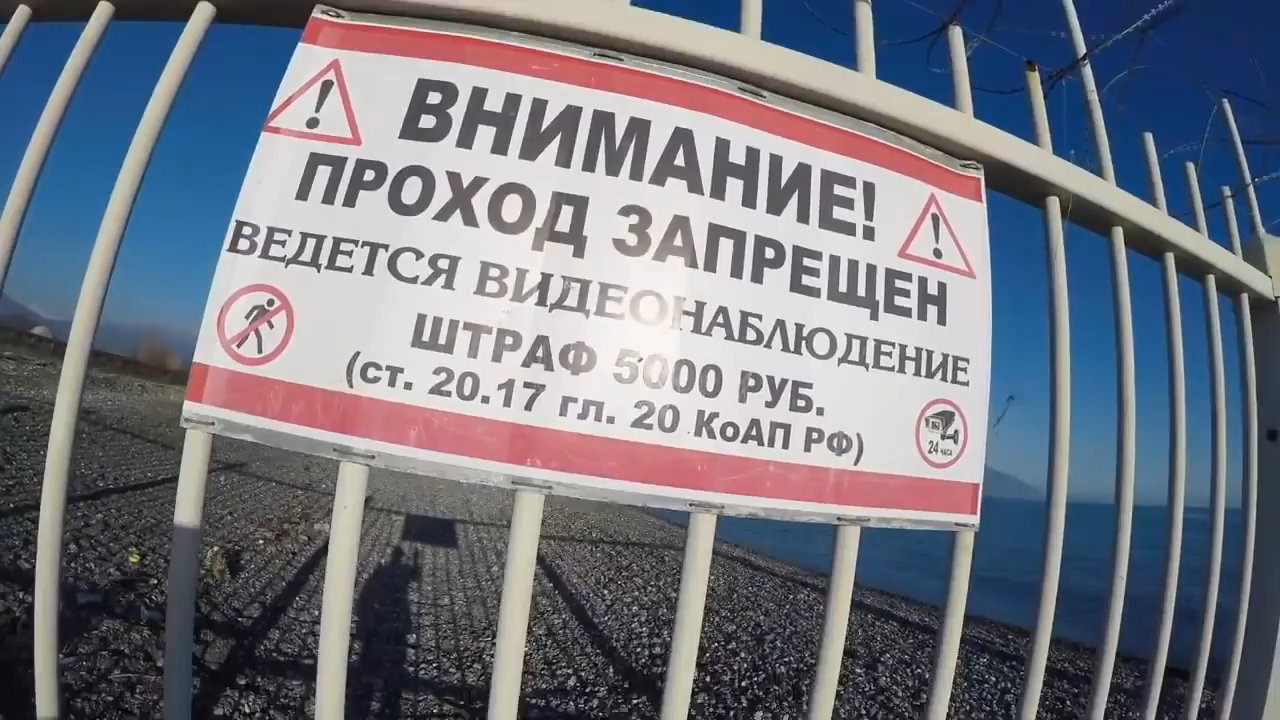 ВНИМАНИЕ!
ПРОХОД ЗАПРЕЩЕН
ВЕДЕТСЯ ВИДЕОНАБЛЮДЕНИЕ
ШТРАФ 5000 РУБ.
(ст. 20.17 гл. 20 КоАП РФ)
24 ЧАСА